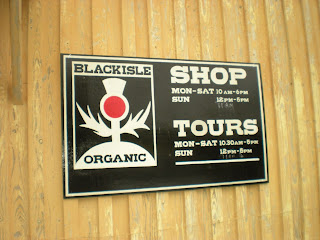 BLACKISLE
ORGANIC
SHOP
MON-SAT 10AM-6PM
SUN 12PM-5PM
TOURS
MON-SAT 10.30AM-5PM
SUN 12PM-5PM